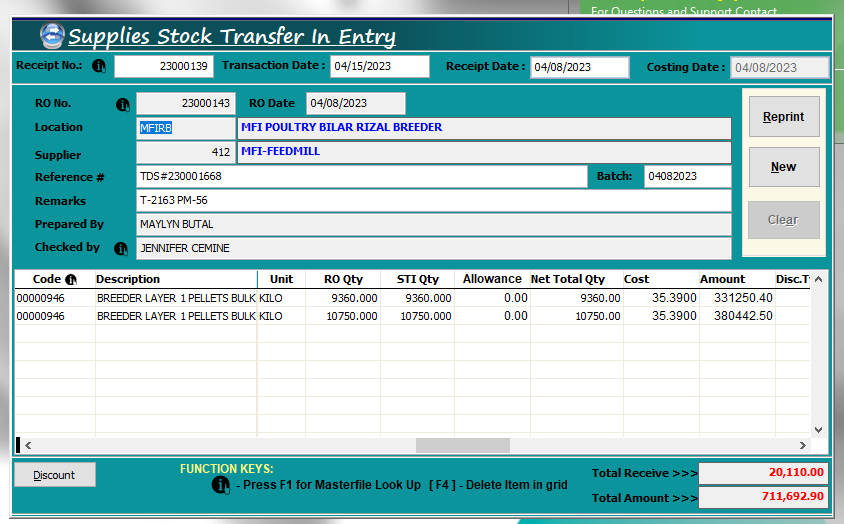 For Questions and Support Contact
Supplies Stock Transfer In Entry
Receipt No.: 23000139 Transaction Date : 04/15/2023 Receipt Date : 04/08/2023 Costing Date : 04/08/2023
RO No. 23000143 RO Date 04/08/2023
Location MFIRB MFI POULTRY BILAR RIZAL BREEDER
Supplier 412 MFI-FEEDMILL
Reference # TDS#230001668 Batch: 04082023
Remarks T-2163 PM-56
Prepared By MAYLYN BUTAL
Checked by JENNIFER CEMINE
Reprint
New
Clear
Code Description Unit RO Qty STI Qty Allowance Net Total Qty Cost Amount Disc.T
00000946 BREEDER LAYER 1 PELLETS BULK KILO 9360.000 9360.000 0.00 9360.00 35.3900 331250.40
00000946 BREEDER LAYER 1 PELLETS BULK KILO 10750.000 10750.000 0.00 10750.00 35.3900 380442.50
Discount
FUNCTION KEYS:
- Press F1 for Masterfile Look Up [ F4 ] - Delete Item in grid
Total Receive >>> 20,110.00
Total Amount >>> 711,692.90